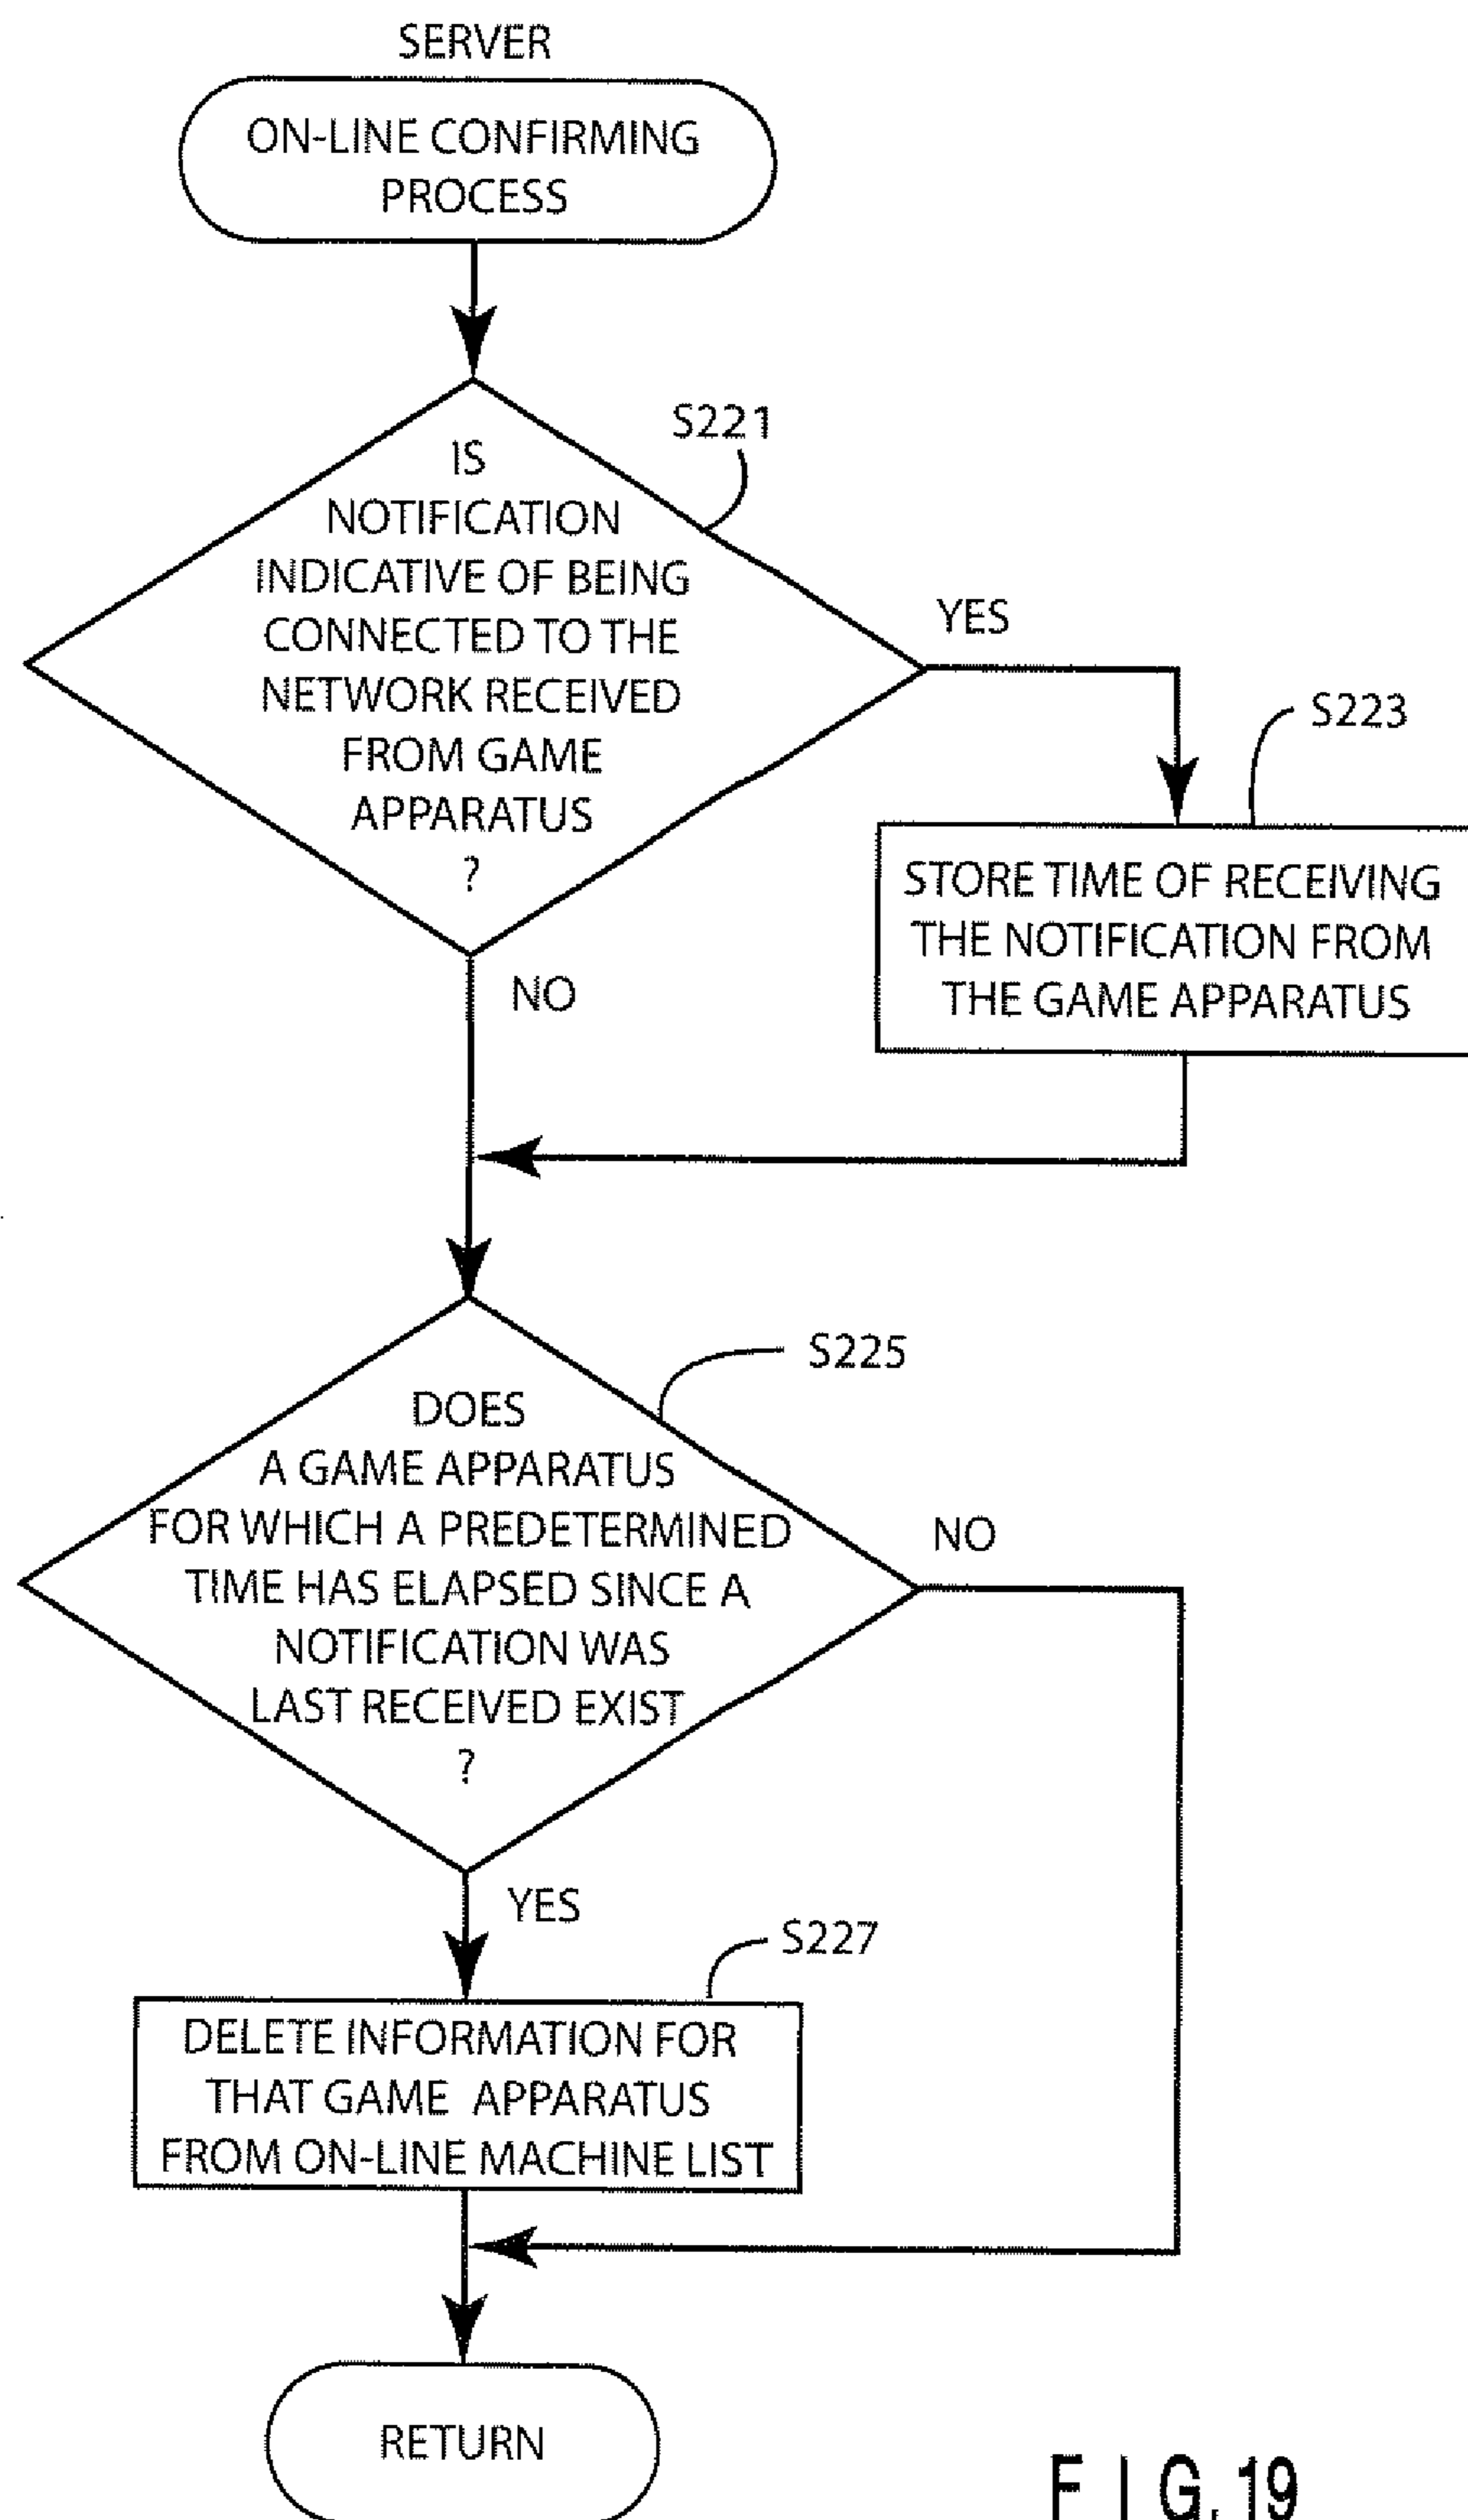 SERVER
ON-LINE CONFIRMING
PROCESS
S221
IS
NOTIFICATION
INDICATIVE OF BEING
CONNECTED TO THE
NETWORK RECEIVED
FROM GAME
APPARATUS
?
YES
S223
STORE TIME OF RECEIVING
THE NOTIFICATION FROM
THE GAME APPARATUS
NO
S225
DOES
A GAME APPARATUS
FOR WHICH A PREDETERMINED
TIME HAS ELAPSED SINCE A
NOTIFICATION WAS
LAST RECEIVED EXIST
?
NO
YES
S227
DELETE INFORMATION FOR
THAT GAME APPARATUS
FROM ON-LINE MACHINE LIST
RETURN
FIG. 19